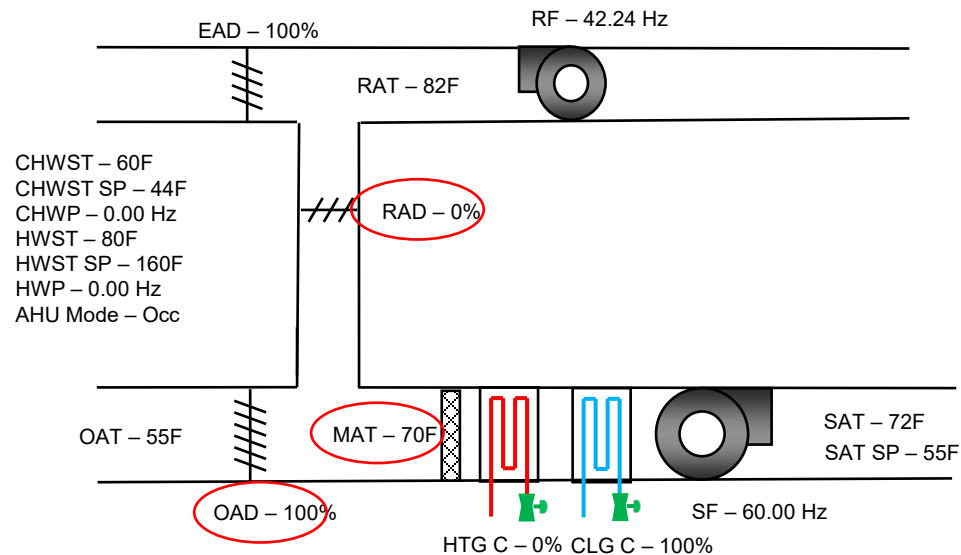 RF – 42.24 Hz
EAD – 100%
RAT – 82F
CHWST – 60F
CHWST SP – 44F
CHWP – 0.00 Hz
HWST – 80F
HWST SP – 160F
HWP – 0.00 Hz
AHU Mode – Occ
RAD – 0%
OAT – 55F
MAT – 70F
SAT – 72F
SAT SP – 55F
OAD – 100%
SF – 60.00 Hz
HTG C – 0%
CLG C – 100%